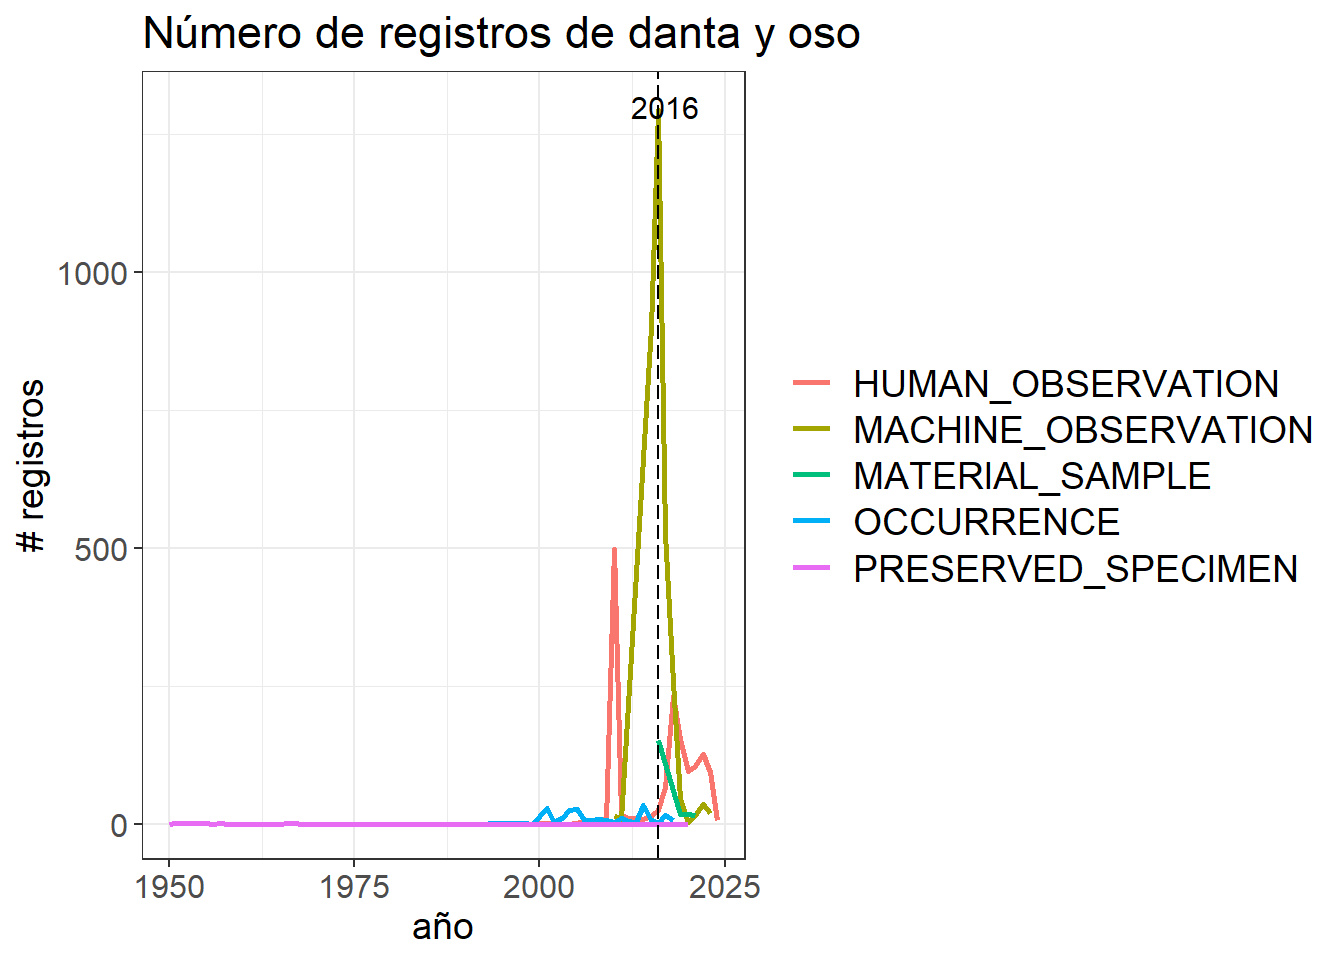 Número de registros de danta y oso
2016
1000
500
0
# registros
1950 1975 2000 2025
año
HUMAN_OBSERVATION
MACHINE_OBSERVATION
MATERIAL_SAMPLE
OCCURRENCE
PRESERVED_SPECIMEN